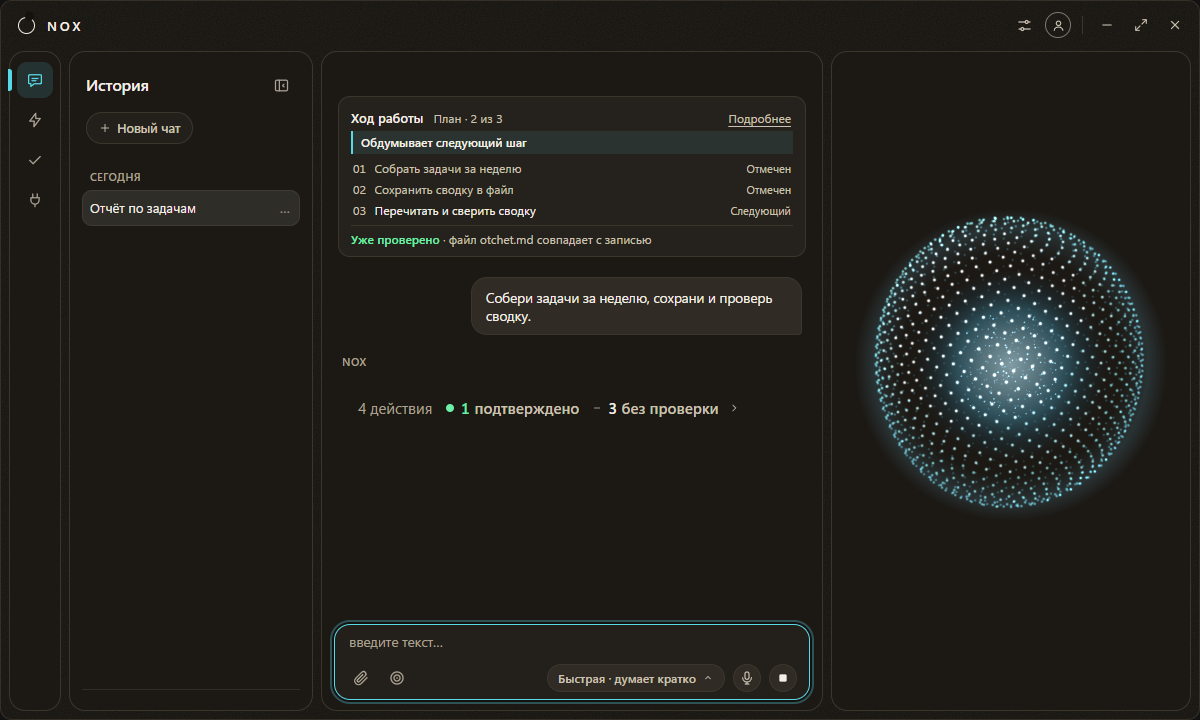 NOX
История
+ Новый чат
СЕГОДНЯ
Отчёт по задачам ...
Ход работы План · 2 из 3 Подробнее
Обдумывает следующий шаг
01 Собрать задачи за неделю Отмечен
02 Сохранить сводку в файл Отмечен
03 Перечитать и сверить сводку Следующий
Уже проверено · файл otchet.md совпадает с записью
Собери задачи за неделю, сохрани и проверь
сводку.
NOX
4 действия 1 подтверждено – 3 без проверки
введите текст...
Быстрая · думает кратко